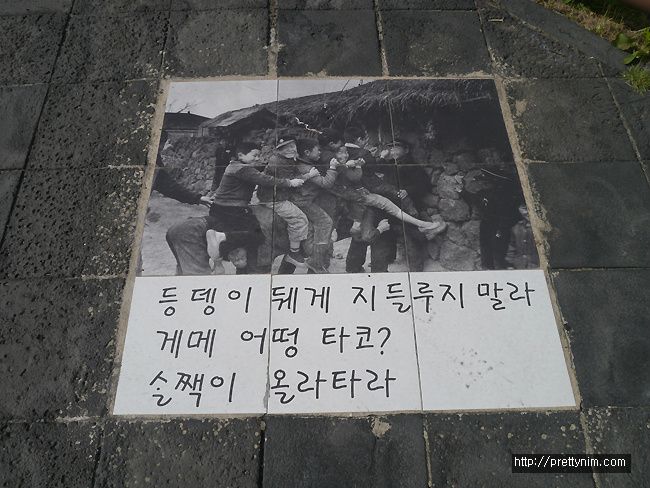 등뎅이 뒈게 지들루지 말라
게메 어떵 타코?
솔짹이 올라타라
http://prettynim.com